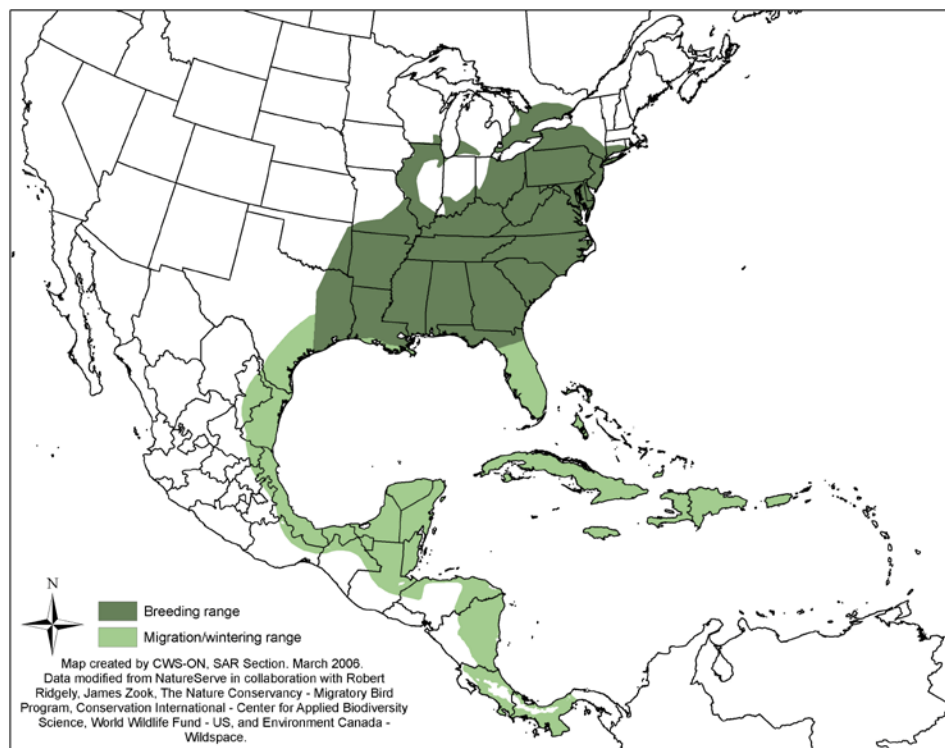 N
Breeding range
Migration/wintering range
Map created by CWS-ON, SAR Section. March 2006.
Data modified from NatureServe in collaboration with Robert
Ridgely, James Zook, The Nature Conservancy - Migratory Bird
Program, Conservation International - Center for Applied Biodiversity
Science, World Wildlife Fund - US, and Environment Canada -
Wildspace.